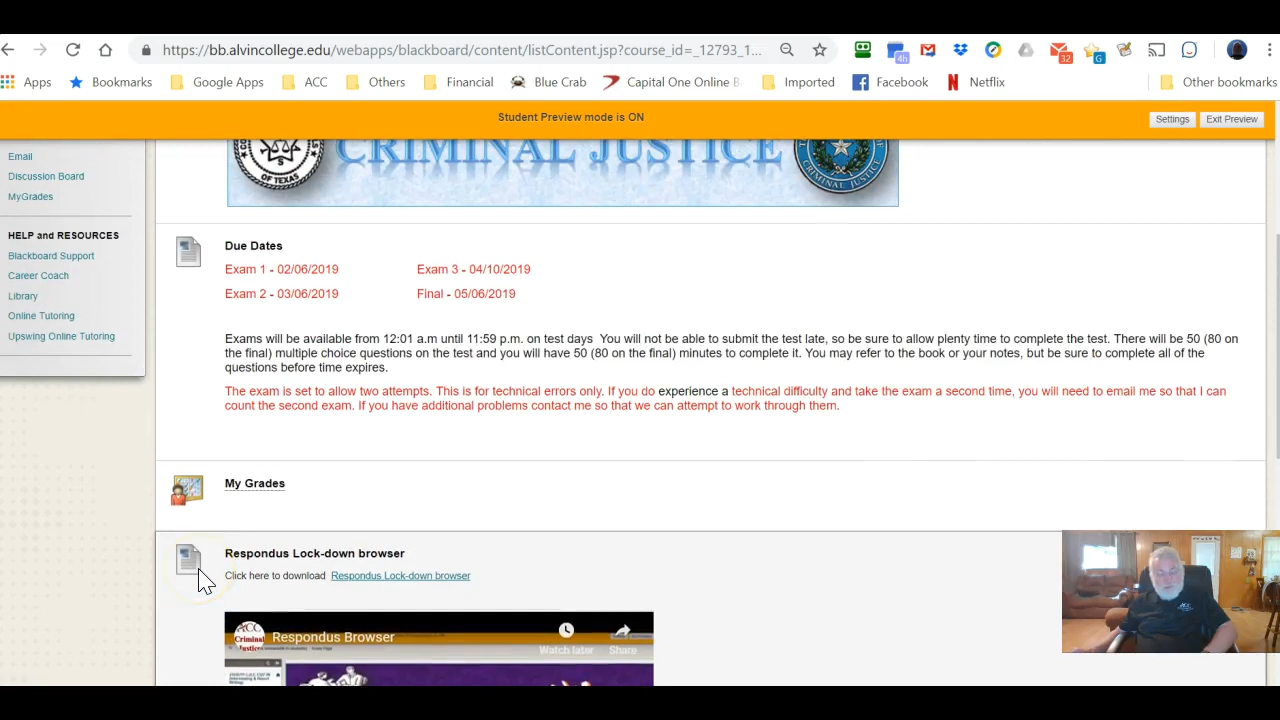 https://bb.alvincollege.edu/webapps/blackboard/content/listContent.jsp?course_id=_12793_1...
4h
32
G
Apps
Bookmarks
Google Apps
ACC
Others
Financial
Blue Crab
Capital One Online B
Imported
Facebook
Netflix
Other bookmarks
Student Preview mode is ON
Settings
Exit Preview
Email
Discussion Board
MyGrades
HELP and RESOURCES
Blackboard Support
Career Coach
Library
Online Tutoring
Upswing Online Tutoring
OF TEXAS
CRIMINAL JUSTICE
CRIMINAL JUSTICE
Due Dates
Exam 1 - 02/06/2019 Exam 3 - 04/10/2019
Exam 2 - 03/06/2019 Final - 05/06/2019
Exams will be available from 12:01 a.m until 11:59 p.m. on test days You will not be able to submit the test late, so be sure to allow plenty time to complete the test. There will be 50 (80 on
the final) multiple choice questions on the test and you will have 50 (80 on the final) minutes to complete it. You may refer to the book or your notes, but be sure to complete all of the
questions before time expires.
The exam is set to allow two attempts. This is for technical errors only. If you do experience a technical difficulty and take the exam a second time, you will need to email me so that I can
count the second exam. If you have additional problems contact me so that we can attempt to work through them.
My Grades
Respondus Lock-down browser
Click here to download Respondus Lock-down browser
ACC
Criminal
Justice
Respondus Browser
Watch later
Share